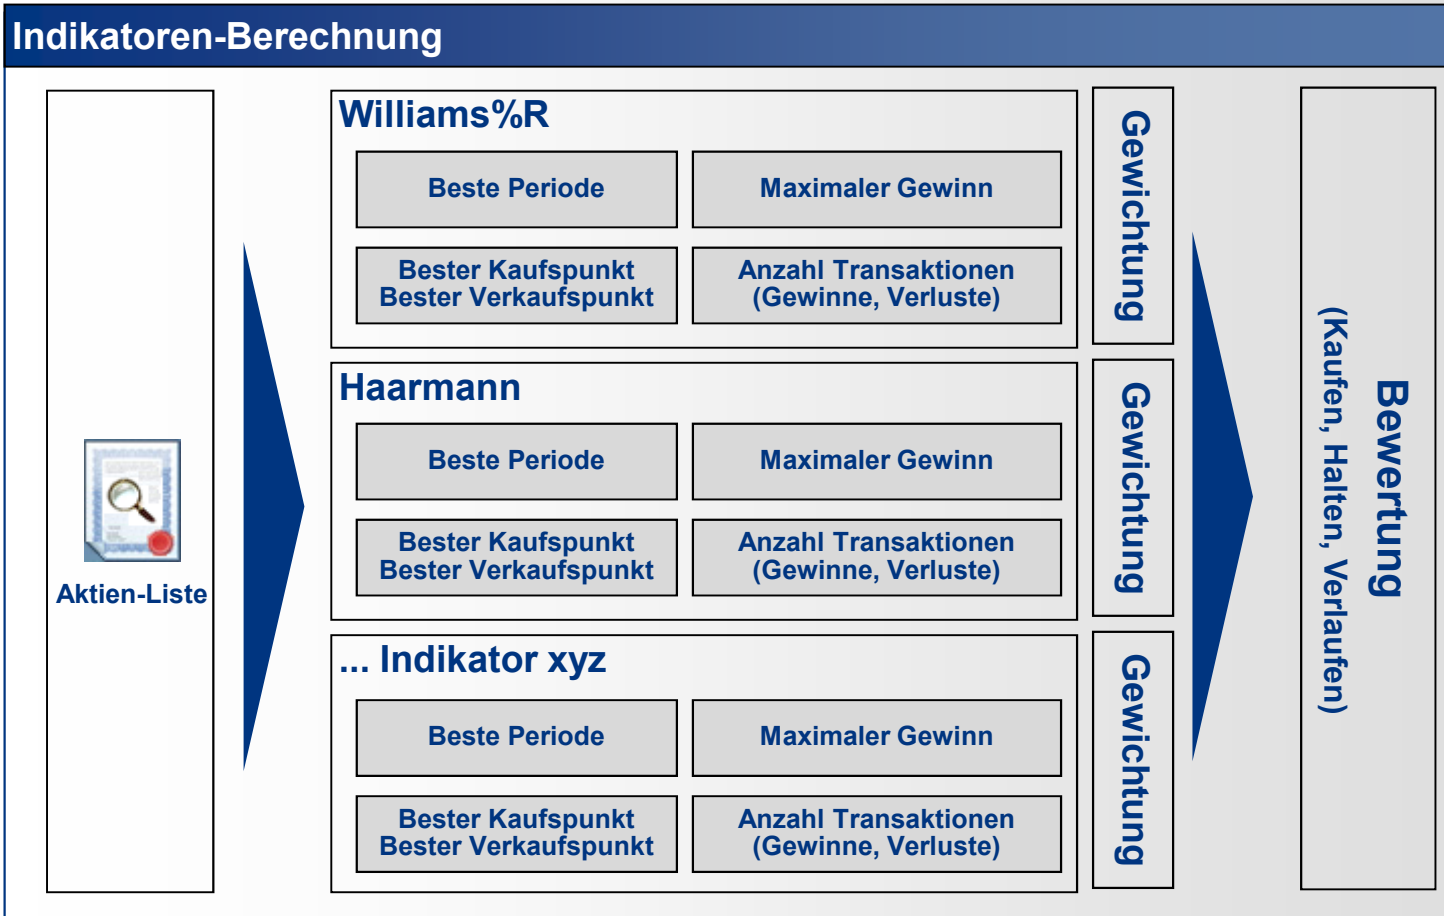 Indikatoren-Berechnung
Aktien-Liste
Williams%R
Beste Periode
Maximaler Gewinn
Bester Kaufspunkt
Bester Verkaufspunkt
Anzahl Transaktionen
(Gewinne, Verluste)
Gewichtung
Haarmann
Beste Periode
Maximaler Gewinn
Bester Kaufspunkt
Bester Verkaufspunkt
Anzahl Transaktionen
(Gewinne, Verluste)
Gewichtung
... Indikator xyz
Beste Periode
Maximaler Gewinn
Bester Kaufspunkt
Bester Verkaufspunkt
Anzahl Transaktionen
(Gewinne, Verluste)
Gewichtung
Bewertung
(Kaufen, Halten, Verlaufen)